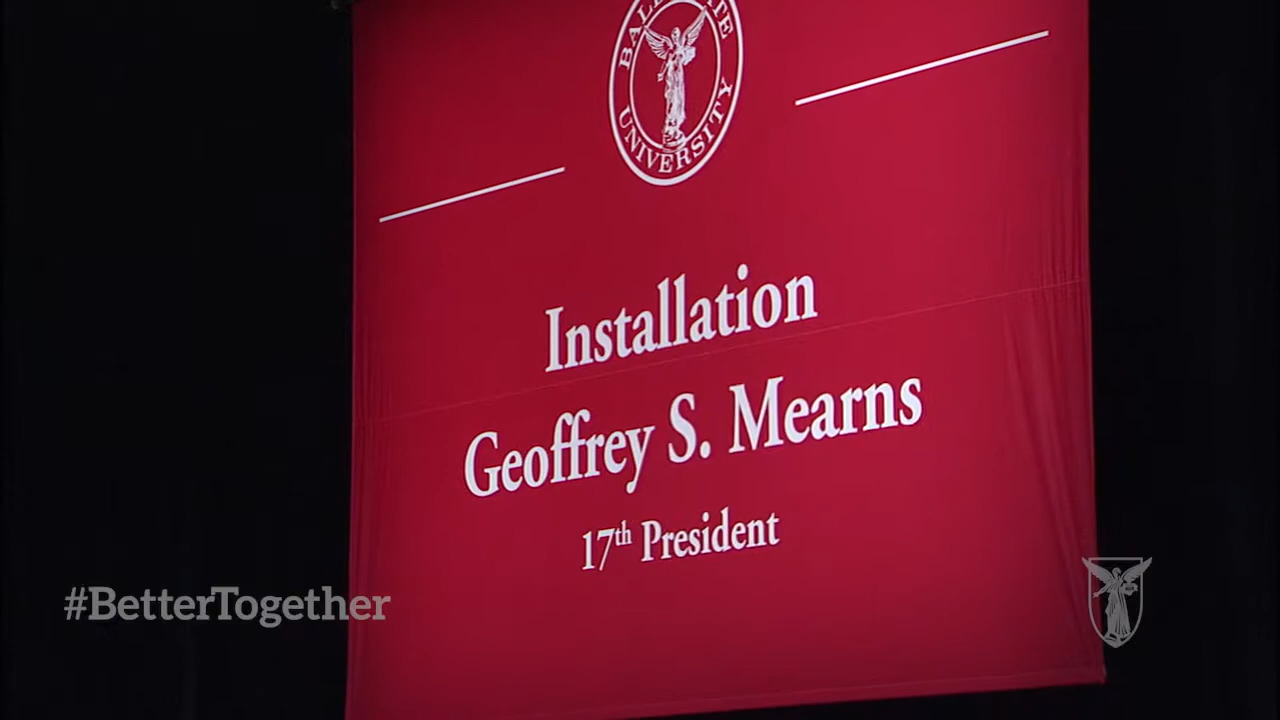 BALL STATE
UNIVERSITY
Installation
Geoffrey S. Mearns
17th President
#BetterTogether